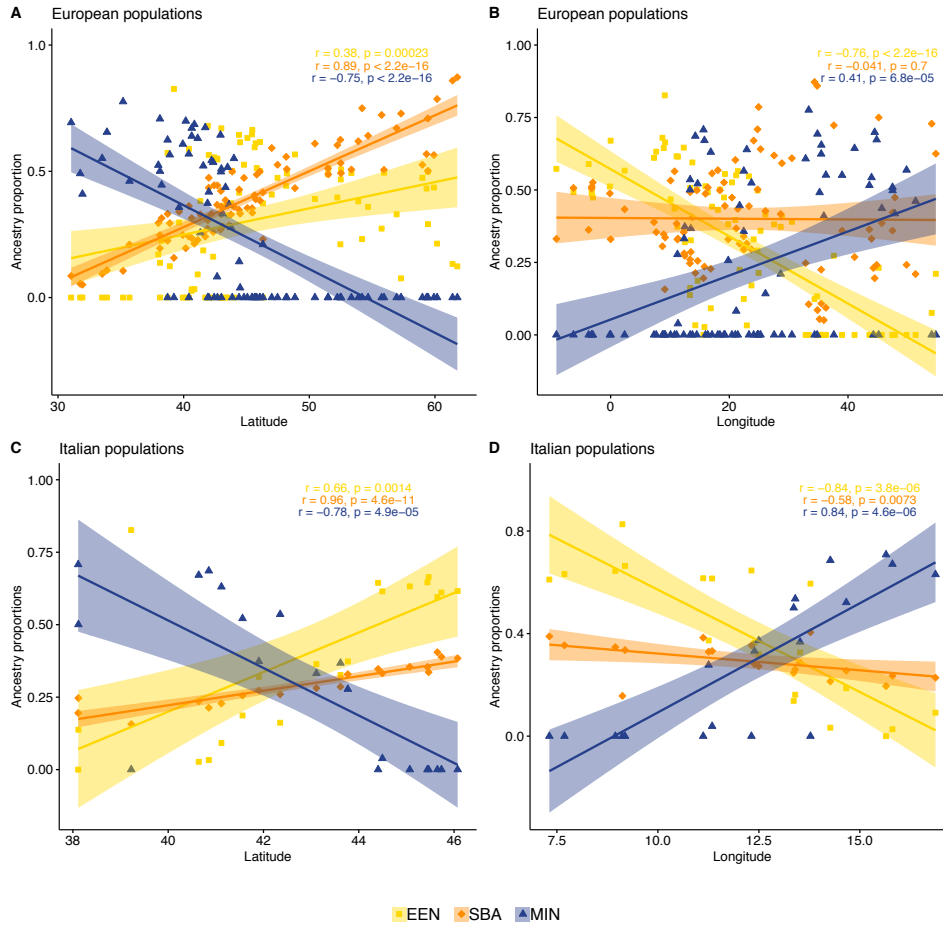 A European populations
r = 0.38, p = 0.00023
r = 0.89, p < 2.2e−16
r = −0.75, p < 2.2e−16
Ancestry proportion
1.0
0.5
0.0
30 40 50 60
Latitude
B European populations
r = −0.76, p < 2.2e−16
r = −0.041, p = 0.7
r = 0.41, p = 6.8e−05
Ancestry proportion
1.00
0.75
0.50
0.25
0.00
0 20 40
Longitude
C Italian populations
r = 0.66, p = 0.0014
r = 0.96, p = 4.6e−11
r = −0.78, p = 4.9e−05
Ancestry proportions
1.00
0.75
0.50
0.25
0.00
38 40 42 44 46
Latitude
D Italian populations
r = −0.84, p = 3.8e−06
r = −0.58, p = 0.0073
r = 0.84, p = 4.6e−06
Ancestry proportions
0.8
0.4
0.0
7.5 10.0 12.5 15.0
Longitude
EEN SBA MIN